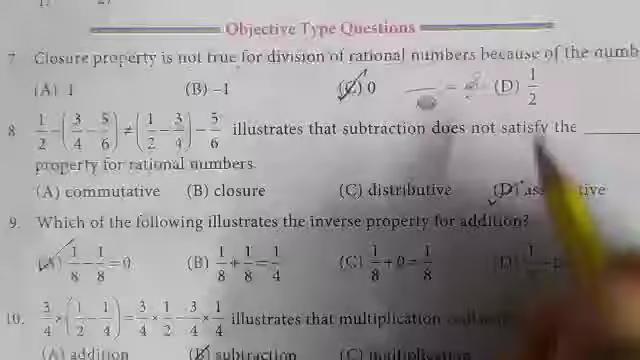 Objective Type Questions
7 Closure property is not true for division of rational numbers because of the numb
(A) 1 (B) -1 (C) 0 (D) 1/2
8 1/2 - (3/4 - 5/6) ≠ (1/2 - 3/4) - 5/6 illustrates that subtraction does not satisfy the ______
property for rational numbers.
(A) commutative (B) closure (C) distributive (D)
9. Which of the following illustrates the inverse property for addition?
(A) 1/8 - 1/8 = 0 (B) 1/8 + 1/8 = 1/4 (C) 1/8 + 0 = 1/8 (D)
10. 3/4 × (1/2 - 1/4) = 3/4 × 1/2 - 3/4 × 1/4 illustrates that multiplication
(A) addition (B) subtraction (C) multiplication